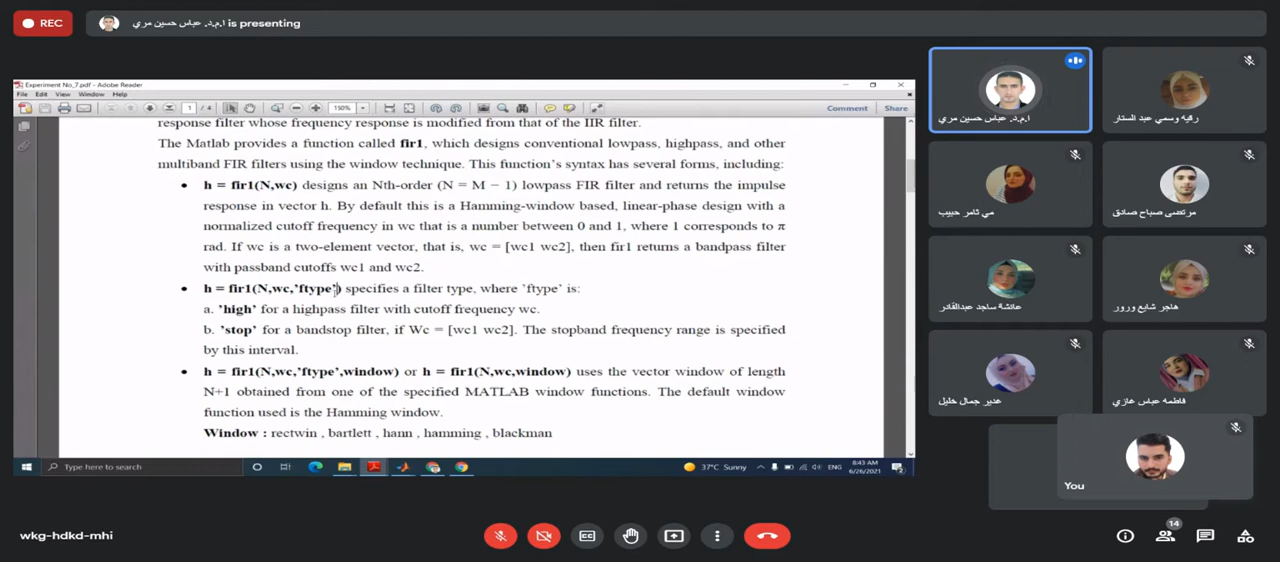 REC
ا.م.د. عباس حسين مري is presenting
Experiment No_7.pdf - Adobe Reader
File Edit View Window Help
1 / 4
150%
Comment
Share
response filter whose frequency response is modified from that of the IIR filter.
The Matlab provides a function called fir1, which designs conventional lowpass, highpass, and other
multiband FIR filters using the window technique. This function's syntax has several forms, including:
• h = fir1(N,wc) designs an Nth-order (N = M − 1) lowpass FIR filter and returns the impulse
response in vector h. By default this is a Hamming-window based, linear-phase design with a
normalized cutoff frequency in wc that is a number between 0 and 1, where 1 corresponds to π
rad. If wc is a two-element vector, that is, wc = [wc1 wc2], then fir1 returns a bandpass filter
with passband cutoffs wc1 and wc2.
• h = fir1(N,wc,'ftype') specifies a filter type, where 'ftype' is:
a. 'high' for a highpass filter with cutoff frequency wc.
b. 'stop' for a bandstop filter, if Wc = [wc1 wc2]. The stopband frequency range is specified
by this interval.
• h = fir1(N,wc,'ftype',window) or h = fir1(N,wc,window) uses the vector window of length
N+1 obtained from one of the specified MATLAB window functions. The default window
function used is the Hamming window.
Window : rectwin , bartlett , hann , hamming , blackman
Type here to search
37°C Sunny
ENG
8:43 AM
6/26/2021
2
ا.م.د. عباس حسين مري
رقيه وسمي عبد الستار
مي ثامر حبيب
مرتضى صباح صادق
عائشة ساجد عبدالقادر
هاجر شايع ورور
غدير جمال خليل
فاطمه عباس غازي
You
wkg-hdkd-mhi
14